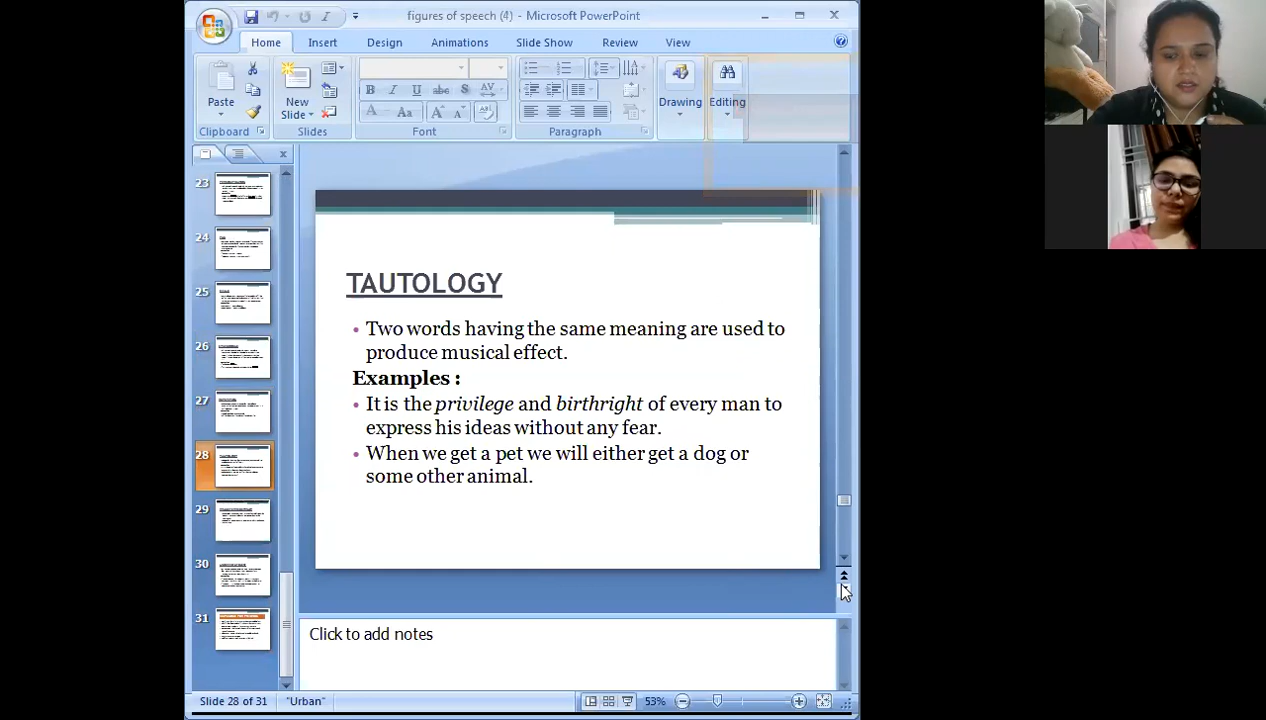 figures of speech (4) - Microsoft PowerPoint
Home Insert Design Animations Slide Show Review View
Paste
New
Slide
Drawing
Editing
Clipboard Slides Font Paragraph
TAUTOLOGY
• Two words having the same meaning are used to
produce musical effect.
Examples :
• It is the privilege and birthright of every man to
express his ideas without any fear.
• When we get a pet we will either get a dog or
some other animal.
23
24
25
26
27
28
29
30
31
Click to add notes
Slide 28 of 31 "Urban" 53%